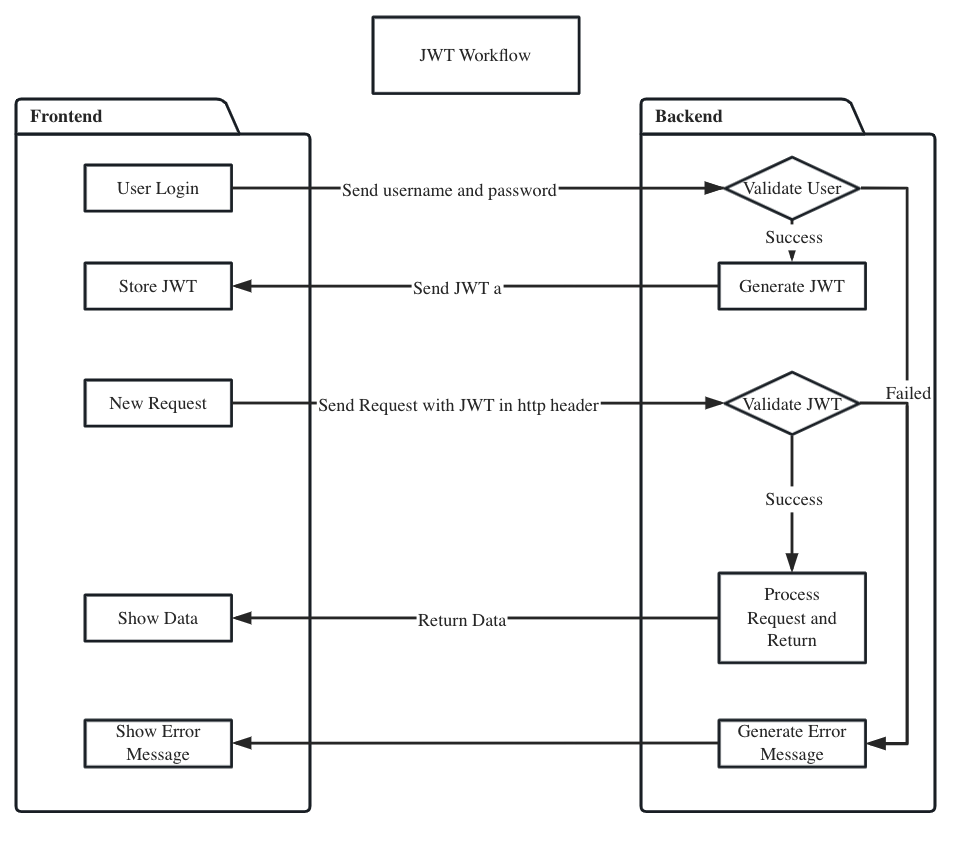 JWT Workflow
Frontend
Backend
User Login
Send username and password
Validate User
Success
Store JWT
Send JWT a
Generate JWT
Failed
New Request
Send Request with JWT in http header
Validate JWT
Success
Show Data
Return Data
Process
Request and
Return
Show Error
Message
Generate Error
Message